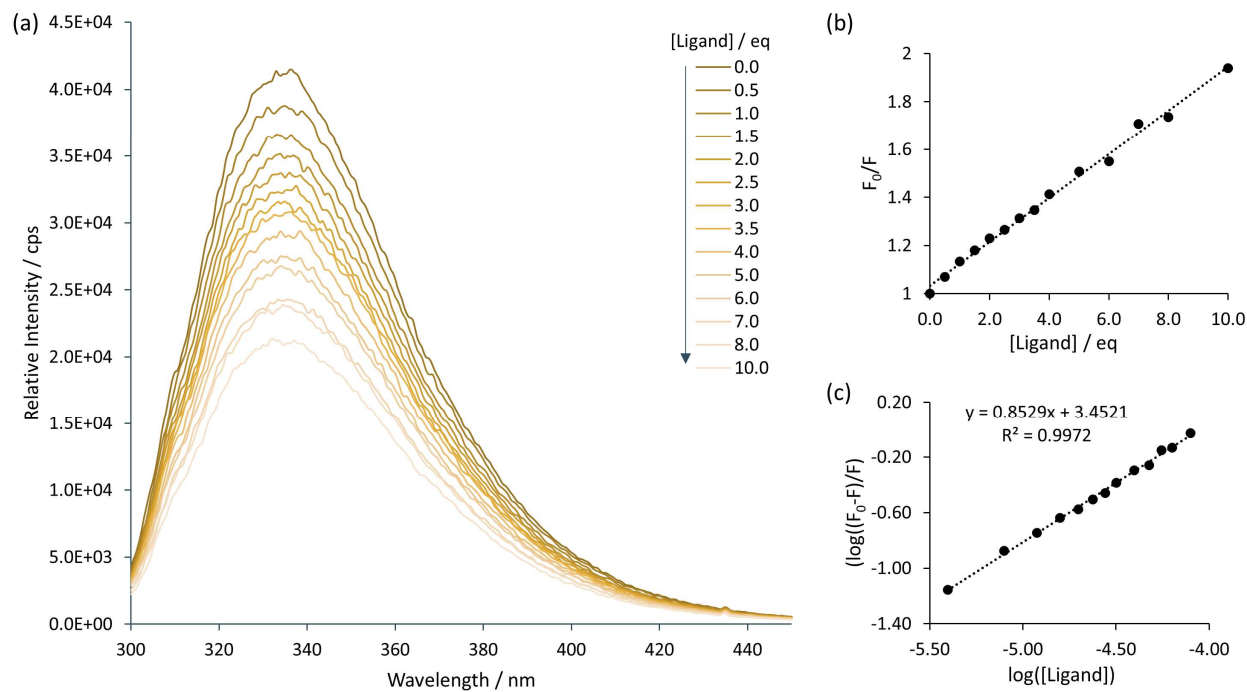 (a)
4.5E+04
4.0E+04
3.5E+04
3.0E+04
2.5E+04
2.0E+04
1.5E+04
1.0E+04
5.0E+03
0.0E+00
Relative Intensity / cps
300
320
340
360
380
400
420
440
Wavelength / nm
[Ligand] / eq
0.0
0.5
1.0
1.5
2.0
2.5
3.0
3.5
4.0
5.0
6.0
7.0
8.0
10.0
(b)
2
1.8
1.6
1.4
1.2
1
F₀/F
0.0
2.0
4.0
6.0
8.0
10.0
[Ligand] / eq
(c)
0.20
-0.20
-0.60
-1.00
-1.40
(log((F₀-F)/F)
y = 0.8529x + 3.4521
R² = 0.9972
-5.50
-5.00
-4.50
-4.00
log([Ligand])